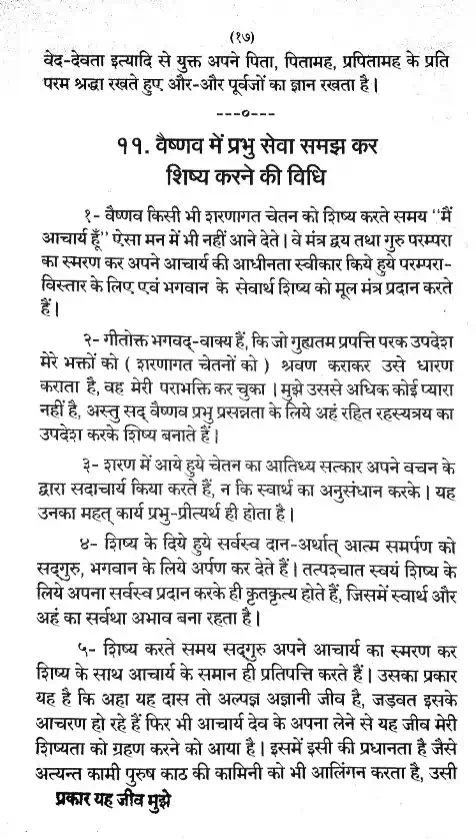 (१७)
वेद-देवता इत्यादि से युक्त अपने पिता, पितामह, प्रपितामह के प्रति
परम श्रद्धा रखते हुए और-और पूर्वजों का ज्ञान रखता है।
---०---
११. वैष्णव में प्रभु सेवा समझ कर
शिष्य करने की विधि
१- वैष्णव किसी भी शरणागत चेतन को शिष्य करते समय "मैं
आचार्य हूँ" ऐसा मन में भी नहीं आने देते। वे मंत्र द्वय तथा गुरु परम्परा
का स्मरण कर अपने आचार्य की आधीनता स्वीकार किये हुये परम्परा-
विस्तार के लिए एवं भगवान के सेवार्थ शिष्य को मूल मंत्र प्रदान करते
हैं।
२- गीतोक्त भगवद्-वाक्य हैं, कि जो गुह्यतम प्रपत्ति परक उपदेश
मेरे भक्तों को ( शरणागत चेतनों को ) श्रवण कराकर उसे धारण
कराता है, वह मेरी पराभक्ति कर चुका। मुझे उससे अधिक कोई प्यारा
नहीं है, अस्तु सद् वैष्णव प्रभु प्रसन्नता के लिये अहं रहित रहस्यत्रय का
उपदेश करके शिष्य बनाते हैं।
३- शरण में आये हुये चेतन का आतिथ्य सत्कार अपने वचन के
द्वारा सदाचार्य किया करते हैं, न कि स्वार्थ का अनुसंधान करके। यह
उनका महत् कार्य प्रभु-प्रीत्यर्थ ही होता है।
४- शिष्य के दिये हुये सर्वस्व दान-अर्थात् आत्म समर्पण को
सद्गुरु, भगवान के लिये अर्पण कर देते हैं। तत्पश्चात स्वयं शिष्य के
लिये अपना सर्वस्व प्रदान करके ही कृतकृत्य होते हैं, जिसमें स्वार्थ और
अहं का सर्वथा अभाव बना रहता है।
५- शिष्य करते समय सद्गुरु अपने आचार्य का स्मरण कर
शिष्य के साथ आचार्य के समान ही प्रतिपत्ति करते हैं। उसका प्रकार
यह है कि अहा यह दास तो अल्पज्ञ अज्ञानी जीव है, जड़वत इसके
आचरण हो रहे हैं फिर भी आचार्य देव के अपना लेने से यह जीव मेरी
शिष्यता को ग्रहण करने को आया है। इसमें इसी की प्रधानता है जैसे
अत्यन्त कामी पुरुष काठ की कामिनी को भी आलिंगन करता है, उसी
प्रकार यह जीव मुझे